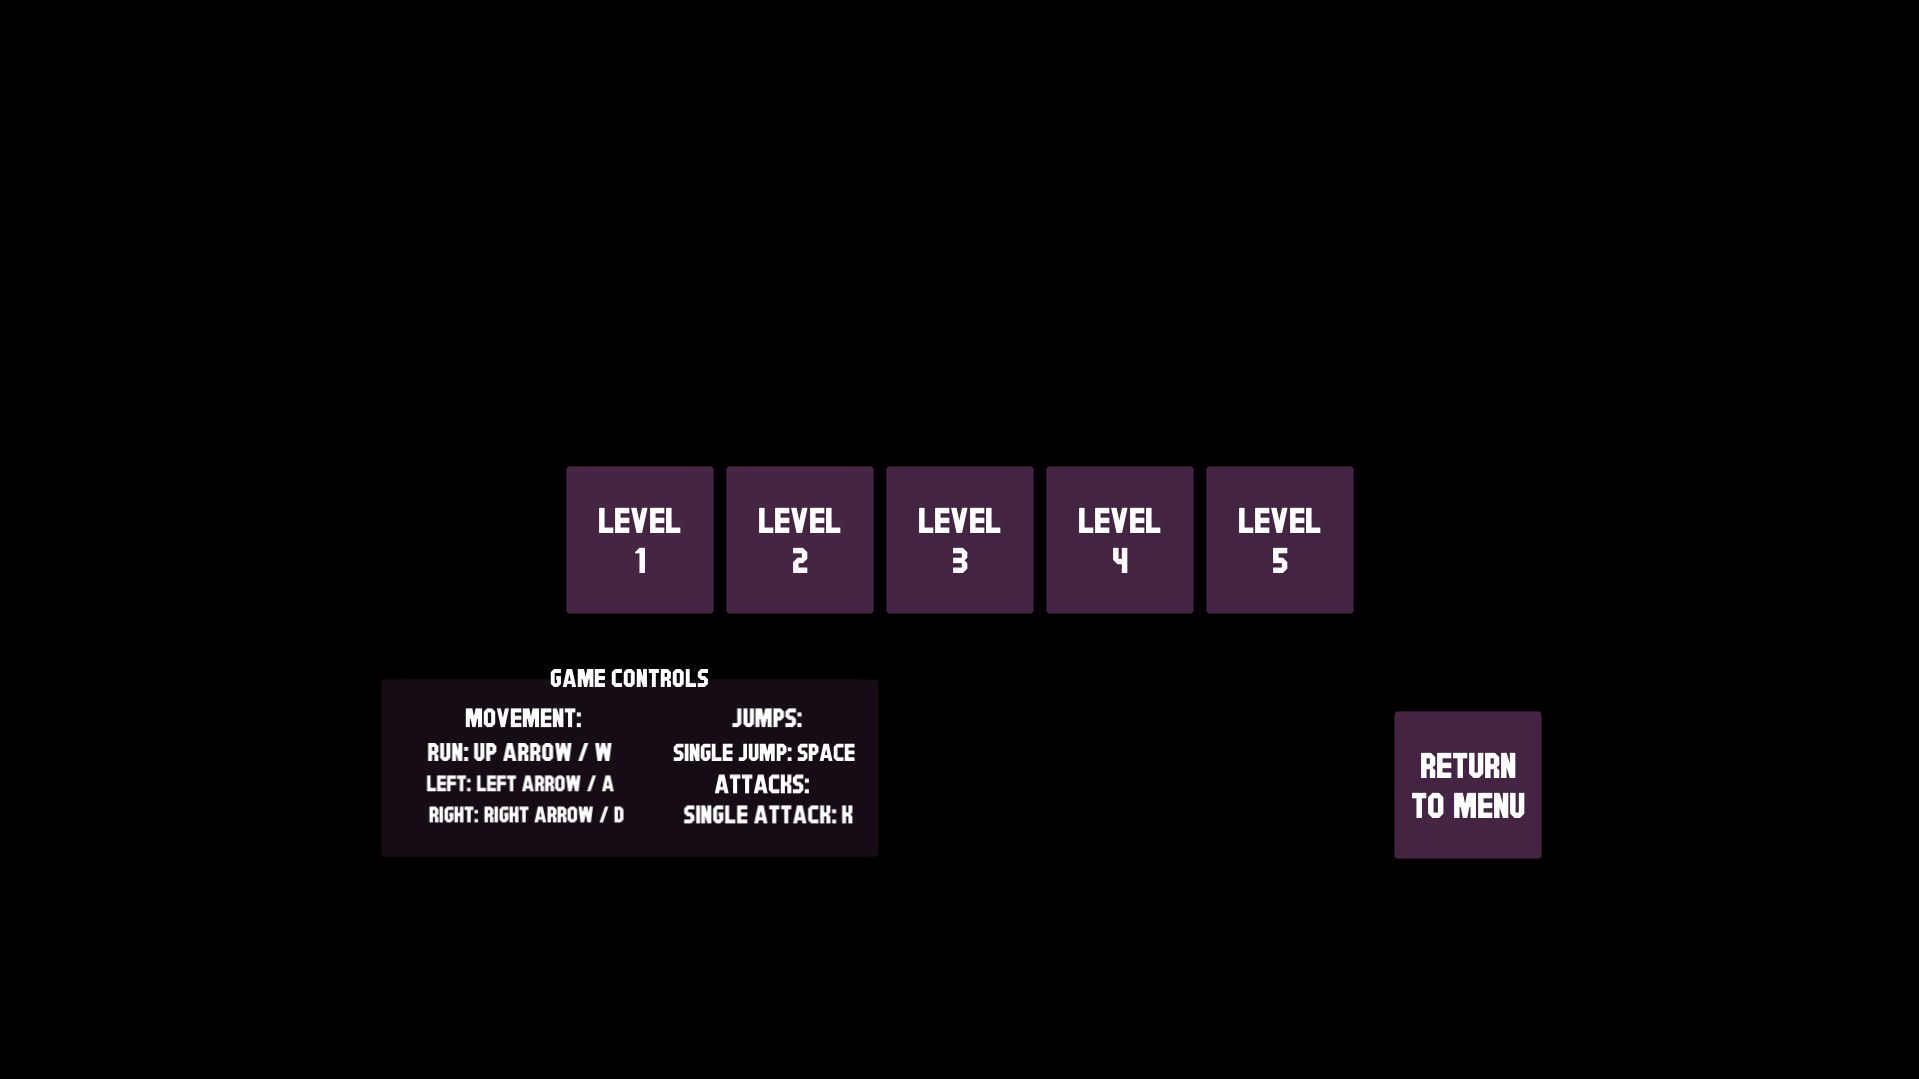 LEVEL
1
LEVEL
2
LEVEL
3
LEVEL
4
LEVEL
5
GAME CONTROLS
MOVEMENT:
RUN: UP ARROW / W
LEFT: LEFT ARROW / A
RIGHT: RIGHT ARROW / D
JUMPS:
SINGLE JUMP: SPACE
ATTACKS:
SINGLE ATTACK: K
RETURN
TO MENU